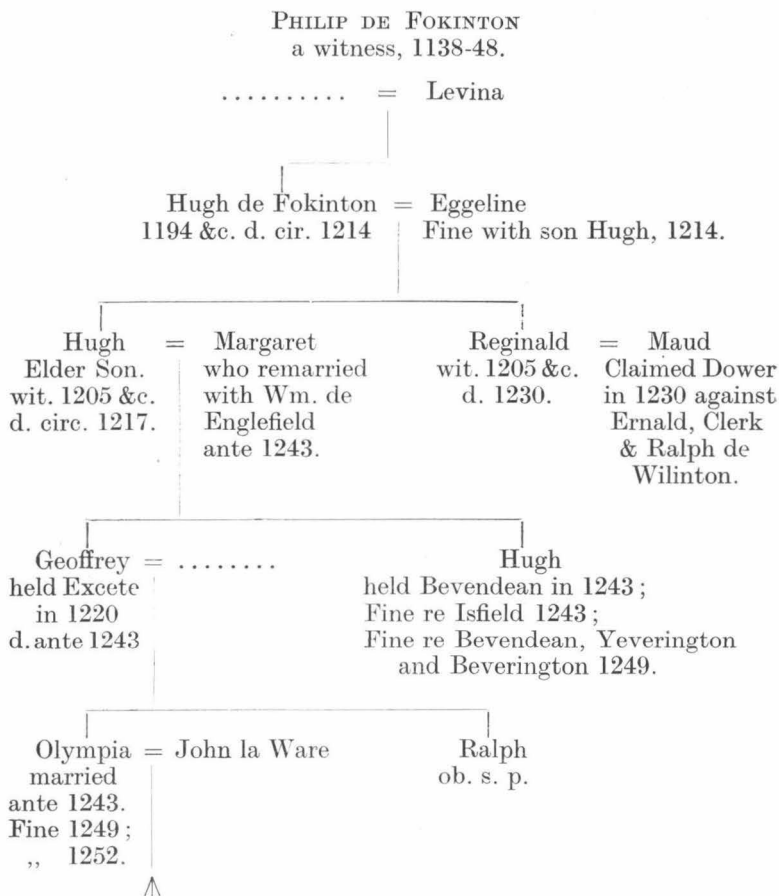 PHILIP DE FOKINTON
a witness, 1138-48.
.......... = Levina
Hugh de Fokinton = Eggeline
1194 &c. d. cir. 1214 Fine with son Hugh, 1214.
Hugh = Margaret
Elder Son. who remarried
wit. 1205 &c. with Wm. de
d. circ. 1217. Englefield
ante 1243.
Reginald = Maud
wit. 1205 &c. Claimed Dower
d. 1230. in 1230 against
Ernald, Clerk
& Ralph de
Wilinton.
Geoffrey = ........
held Excete
in 1220
d. ante 1243
Hugh
held Bevendean in 1243;
Fine re Isfield 1243;
Fine re Bevendean, Yeverington
and Beverington 1249.
Olympia = John la Ware
married
ante 1243.
Fine 1249;
,, 1252.
Ralph
ob. s. p.